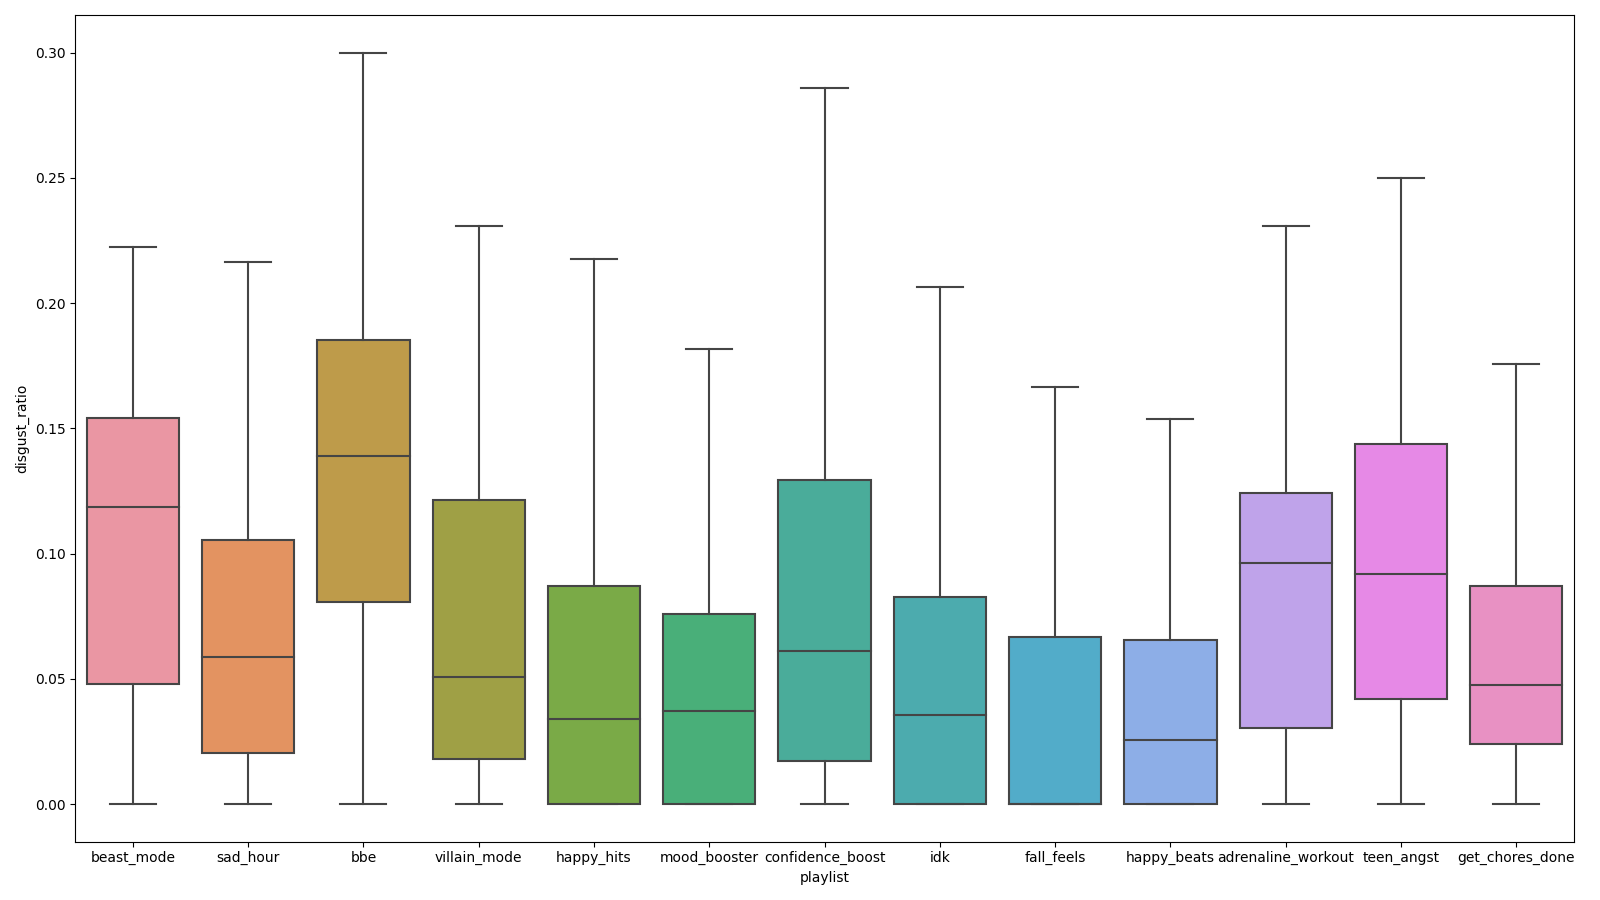 0.30
0.25
0.20
0.15
0.10
0.05
0.00
disgust_ratio
beast_mode sad_hour bbe villain_mode happy_hits mood_booster confidence_boost idk fall_feels happy_beats adrenaline_workout teen_angst get_chores_done
playlist